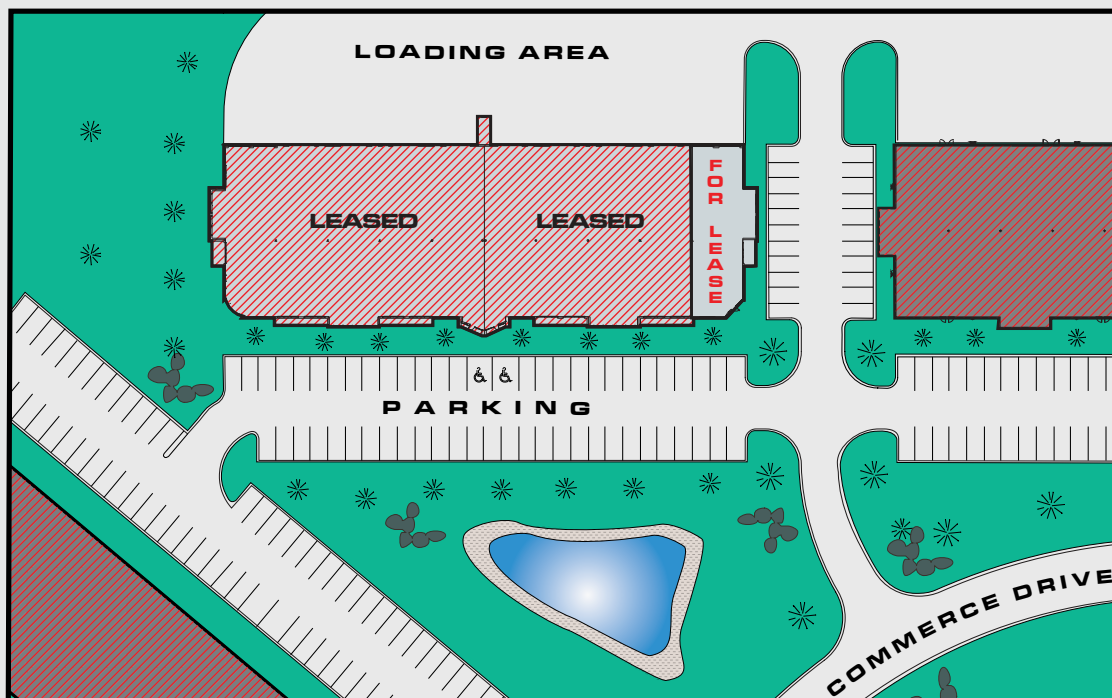 LOADING AREA
LEASED
LEASED
FOR LEASE
PARKING
COMMERCE DRIVE